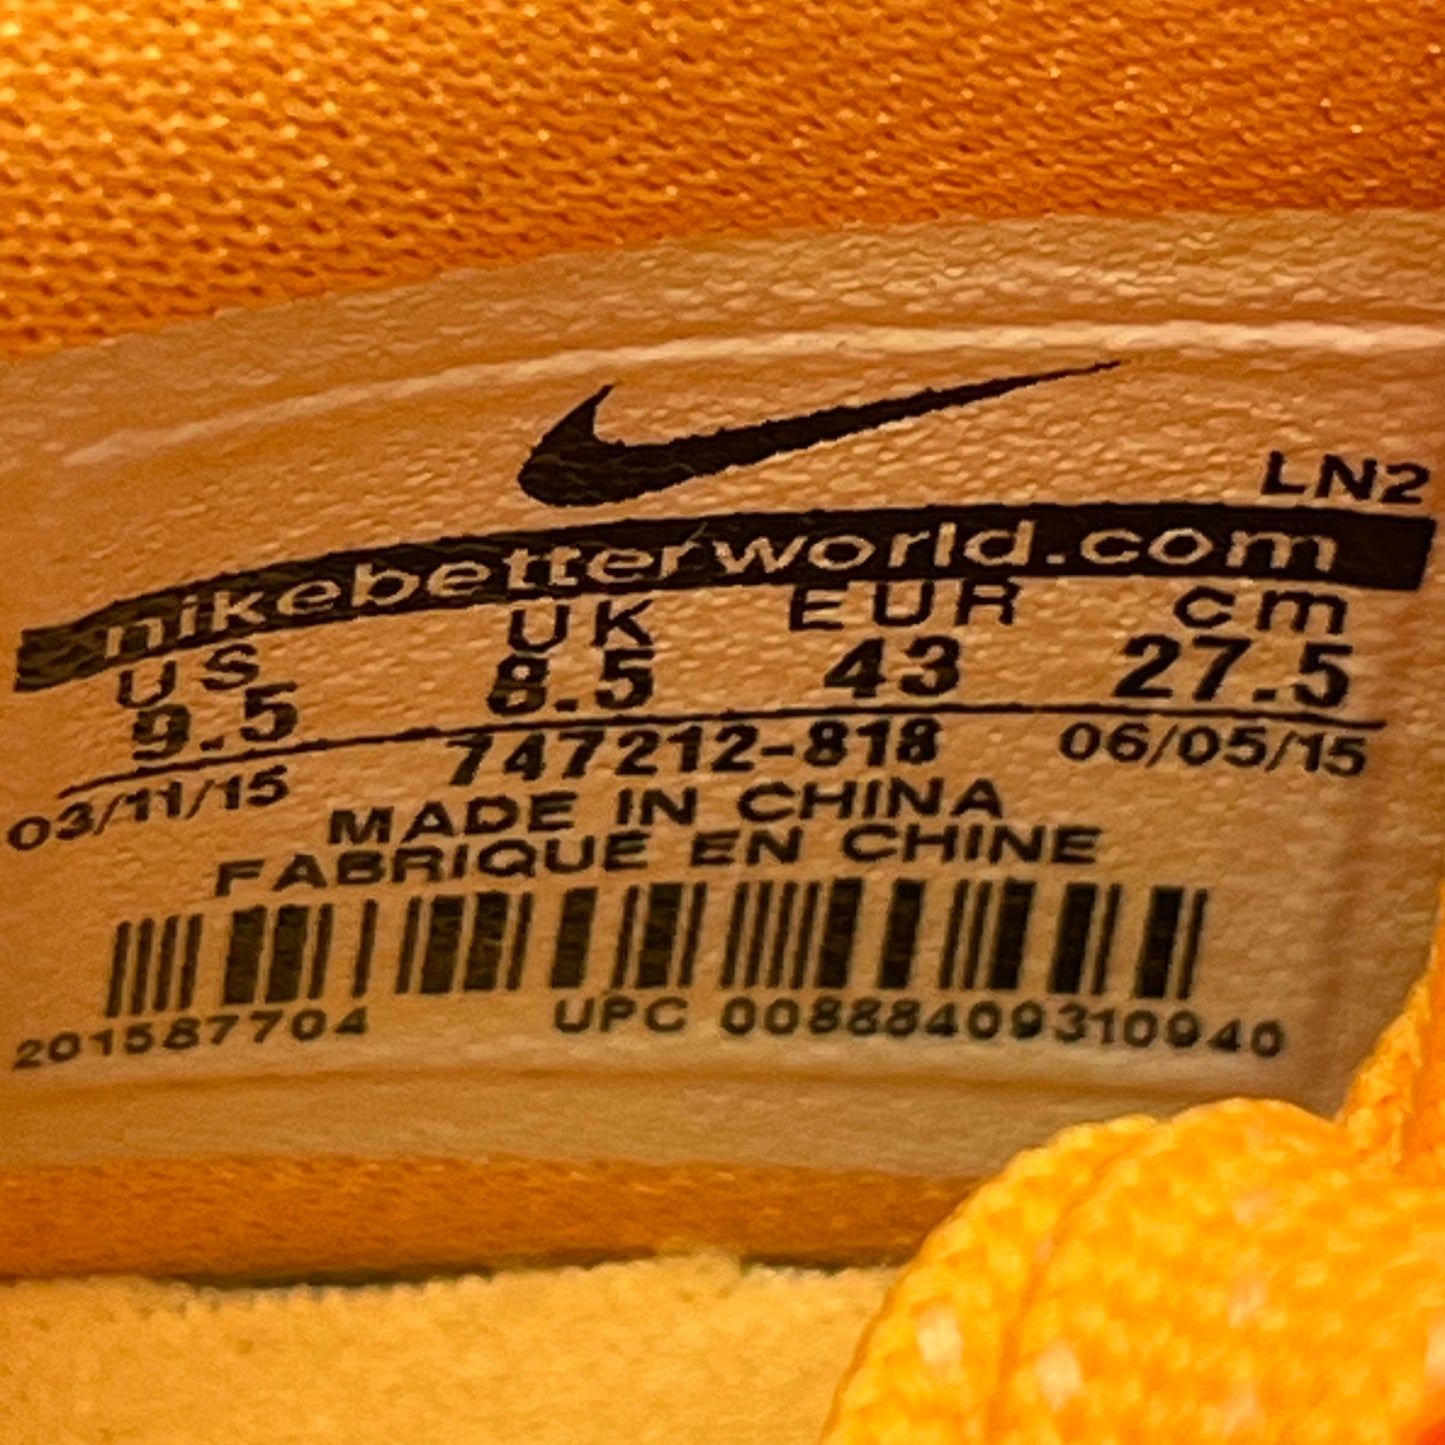 LN2
nikebetterworld.com
US UK EUR cm
9.5 8.5 43 27.5
03/11/15 747212-818 06/05/15
MADE IN CHINA
FABRIQUE EN CHINE
201587704 UPC 00888409310940